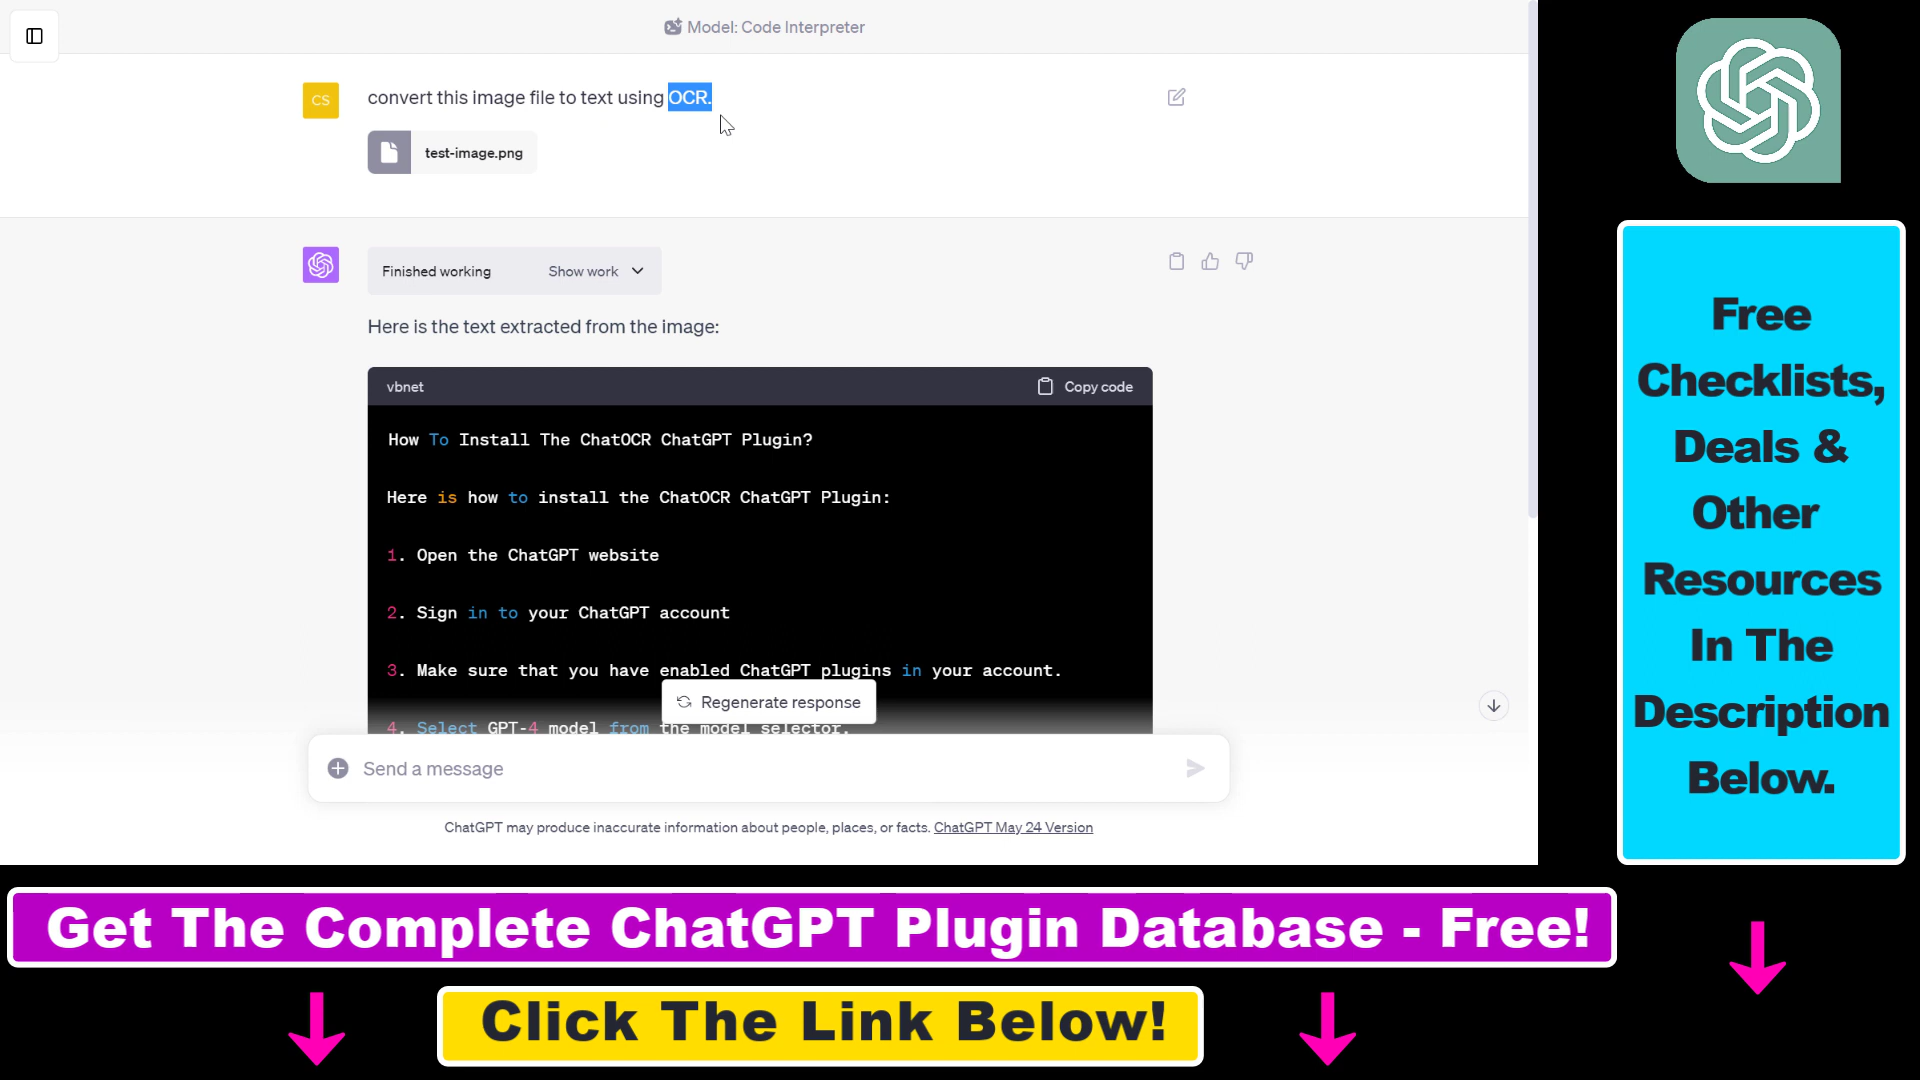 Model: Code Interpreter
CS
convert this image file to text using OCR.
test-image.png
Finished working
Show work
Here is the text extracted from the image:
vbnet
Copy code
How To Install The ChatOCR ChatGPT Plugin?
Here is how to install the ChatOCR ChatGPT Plugin:
1. Open the ChatGPT website
2. Sign in to your ChatGPT account
3. Make sure that you have enabled ChatGPT plugins in your account.
Regenerate response
4. Select GPT-4 model from the model selector.
Send a message
ChatGPT may produce inaccurate information about people, places, or facts. ChatGPT May 24 Version
Free
Checklists,
Deals &
Other
Resources
In The
Description
Below.
Get The Complete ChatGPT Plugin Database - Free!
Click The Link Below!